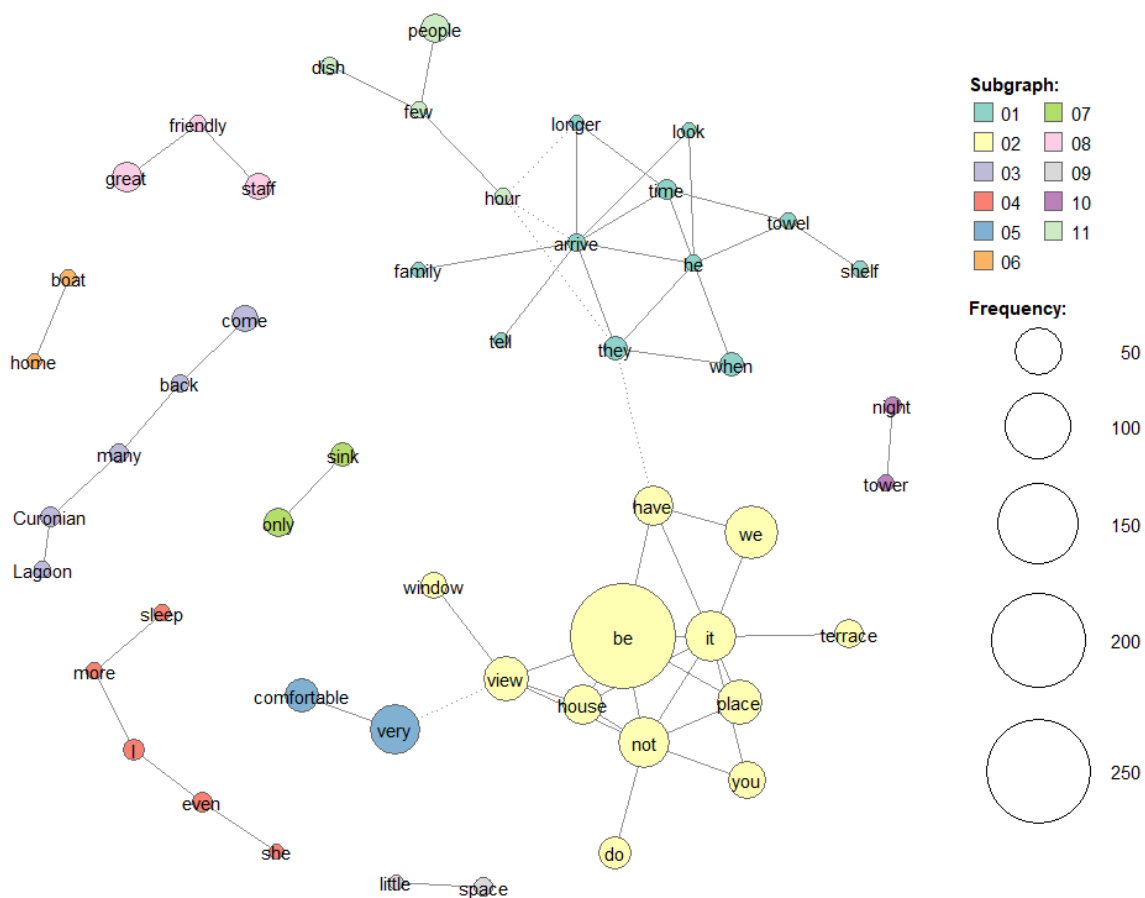 people
dish
few
friendly
longer
look
great
staff
hour
time
towel
arrive
family
he
shelf
boat
come
tell
they
home
back
when
night
many
sink
tower
Curonian
only
have
we
Lagoon
window
sleep
be
it
terrace
more
view
comfortable
house
place
very
not
I
you
even
she
do
little
space
Subgraph:
01 07
02 08
03 09
04 10
05 11
06
Frequency:
50
100
150
200
250